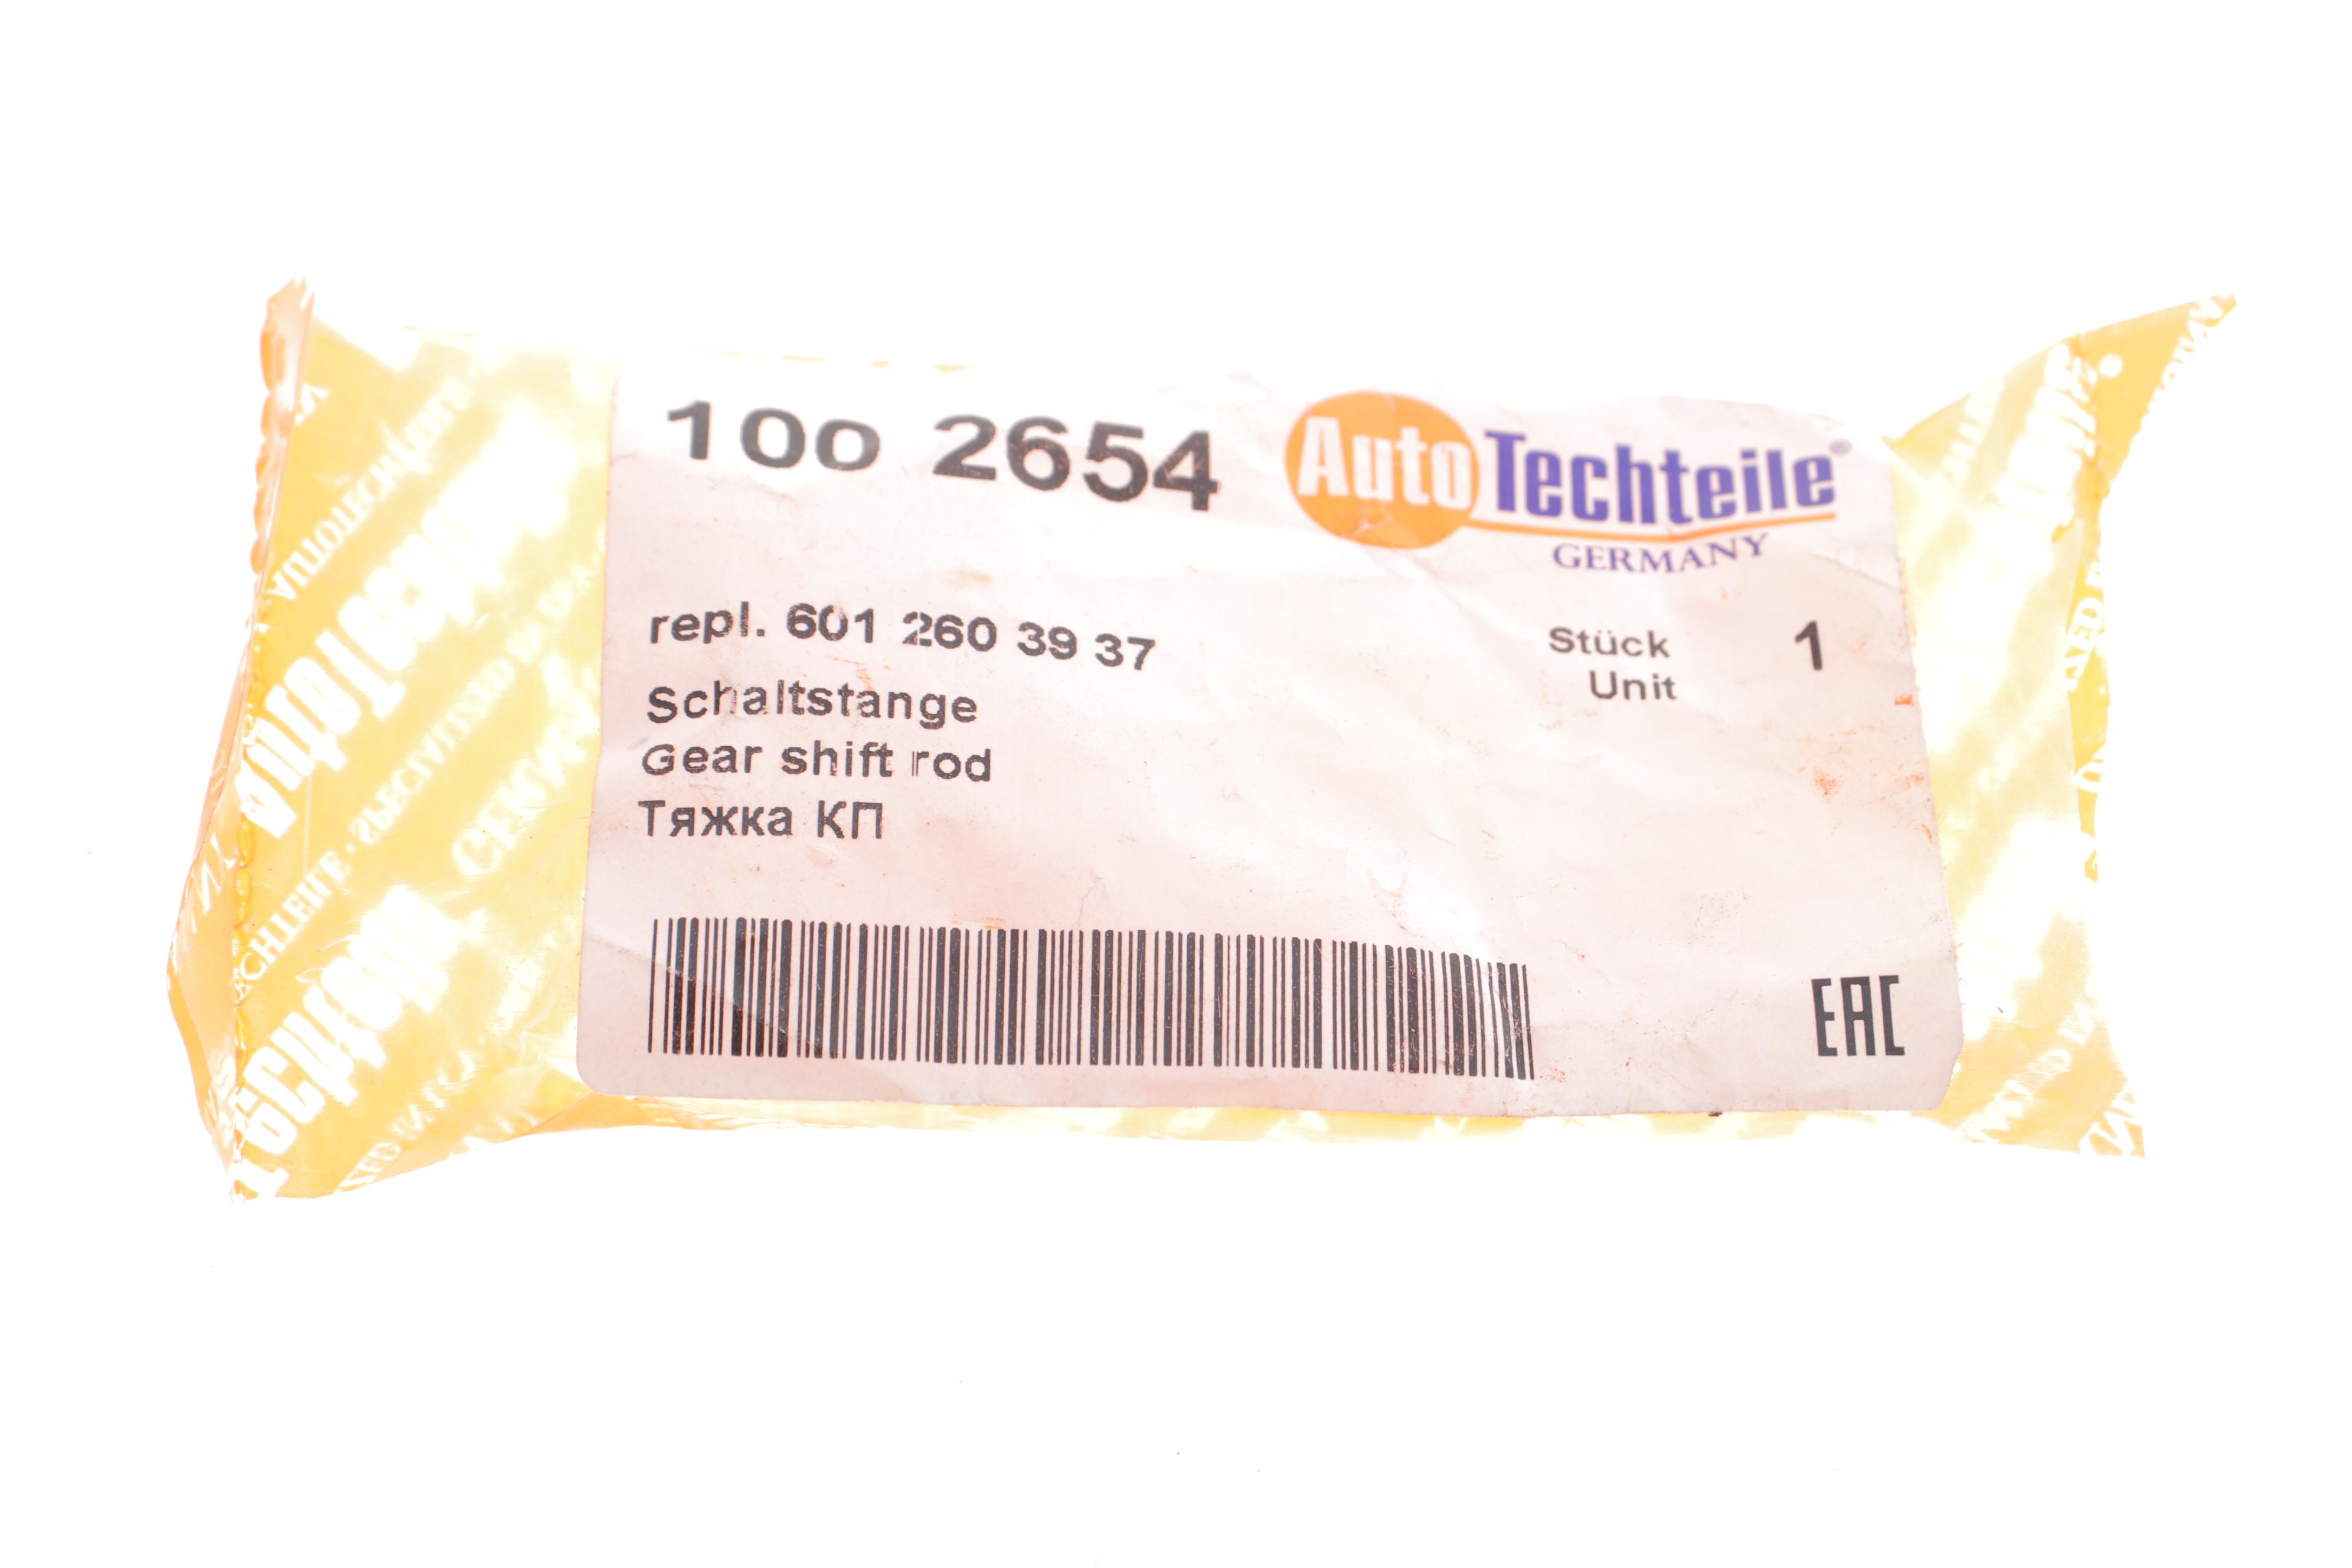 100 2654
AutoTechteile®
GERMANY
repl. 601 260 39 37
Stück 1
Unit
Schaltstange
Gear shift rod
Тяжка КП
EAC